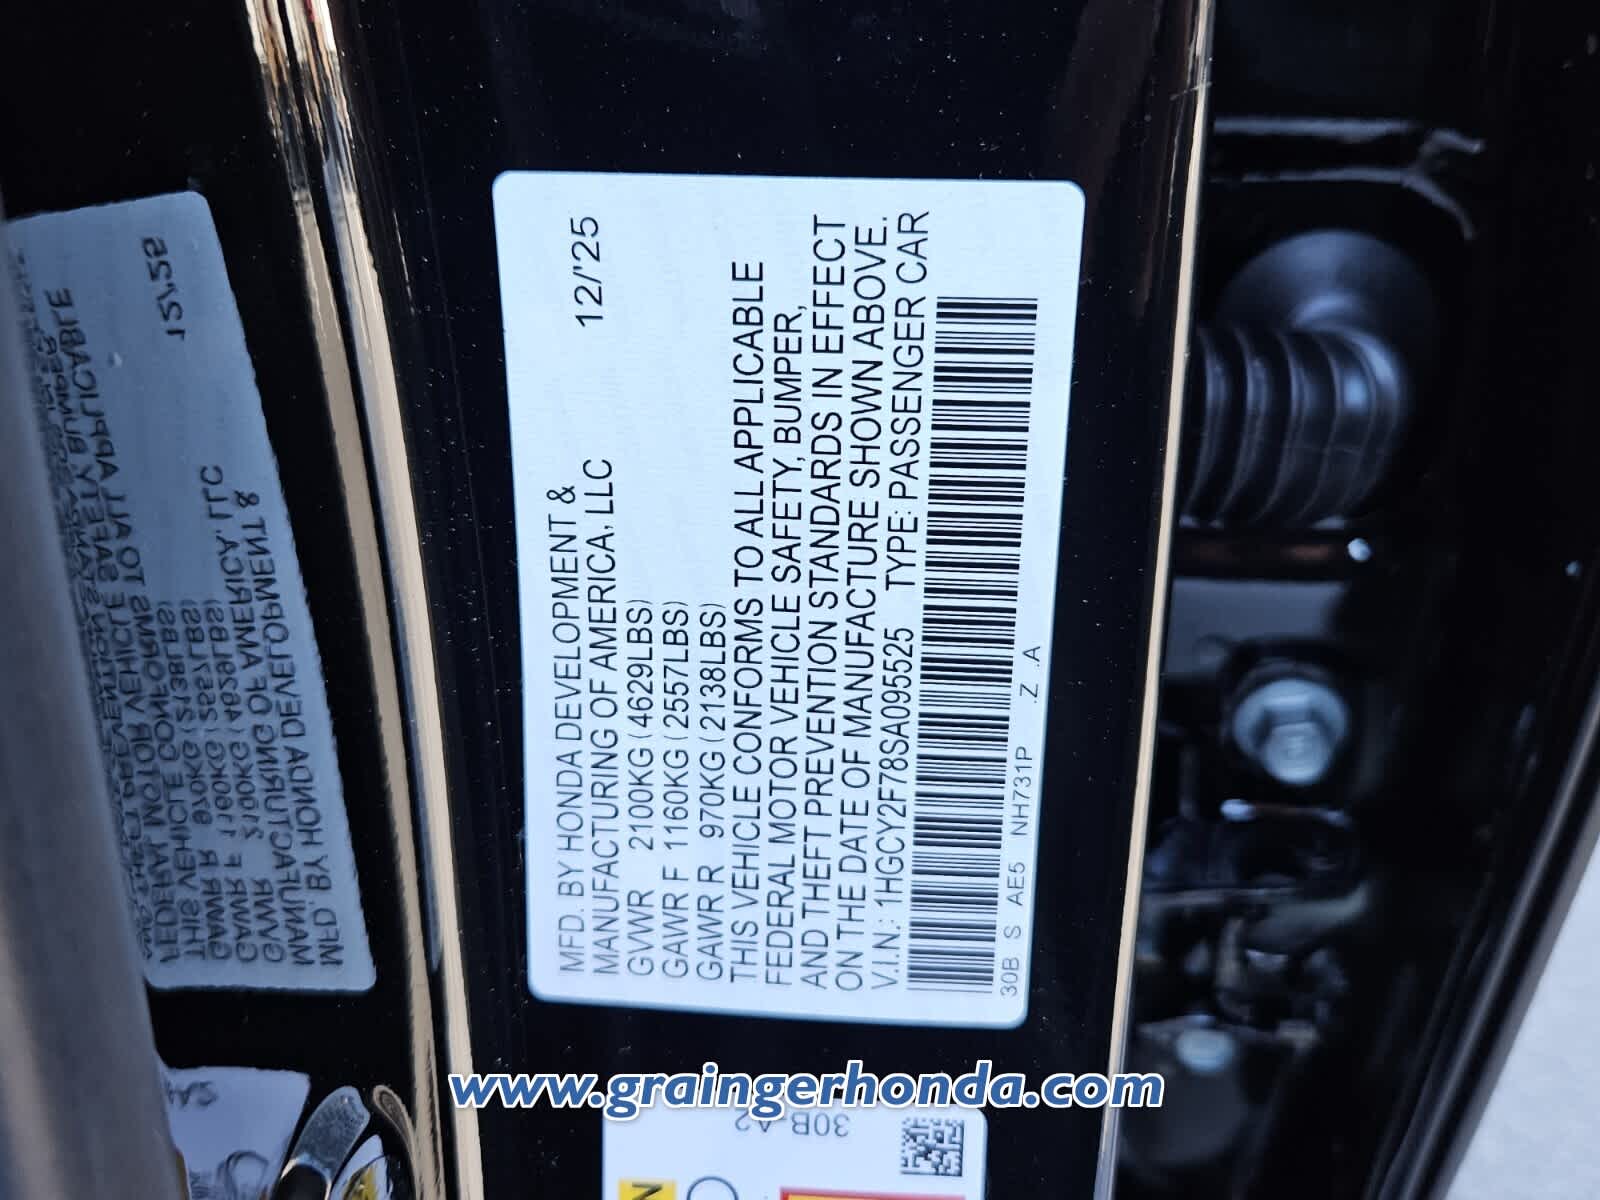 MFD. BY HONDA DEVELOPMENT &
MANUFACTURING OF AMERICA, LLC 12/'25
GVWR 2100KG (4629LBS)
GAWR F 1160KG (2557LBS)
GAWR R 970KG (2138LBS)
THIS VEHICLE CONFORMS TO ALL APPLICABLE
FEDERAL MOTOR VEHICLE SAFETY, BUMPER,
AND THEFT PREVENTION STANDARDS IN EFFECT
ON THE DATE OF MANUFACTURE SHOWN ABOVE.
V.I.N.: 1HGCY2F78SA095525 TYPE: PASSENGER CAR
30B S AE5 NH731P .Z .A
www.graingerhonda.com
30B A2